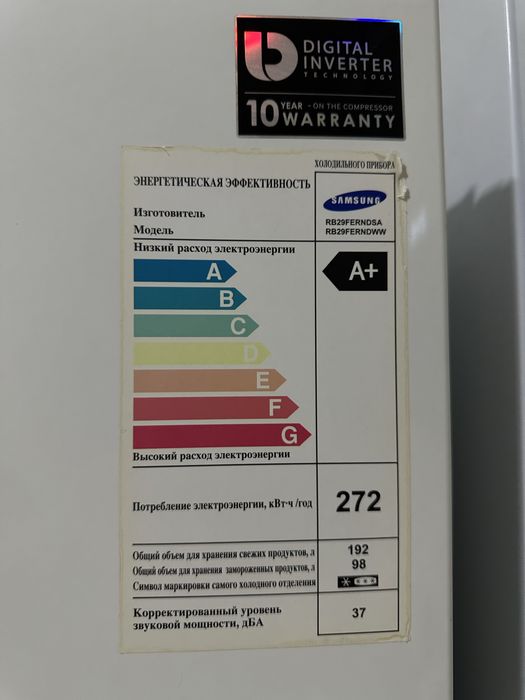 DIGITAL
INVERTER
TECHNOLOGY
10 YEAR - ON THE COMPRESSOR
WARRANTY
ХОЛОДИЛЬНОГО ПРИБОРА
ЭНЕРГЕТИЧЕСКАЯ ЭФФЕКТИВНОСТЬ
SAMSUNG
Изготовитель
RB29FERNDSA
Модель
RB29FERNDWW
Низкий расход электроэнергии
A
A+
B
C
D
E
F
G
Высокий расход электроэнергии
Потребление электроэнергии, кВт·ч /год 272
Общий объем для хранения свежих продуктов, л 192
Общий объем для хранения замороженных продуктов, л 98
Символ маркировки самого холодного отделения
Корректированный уровень
звуковой мощности, дБА 37